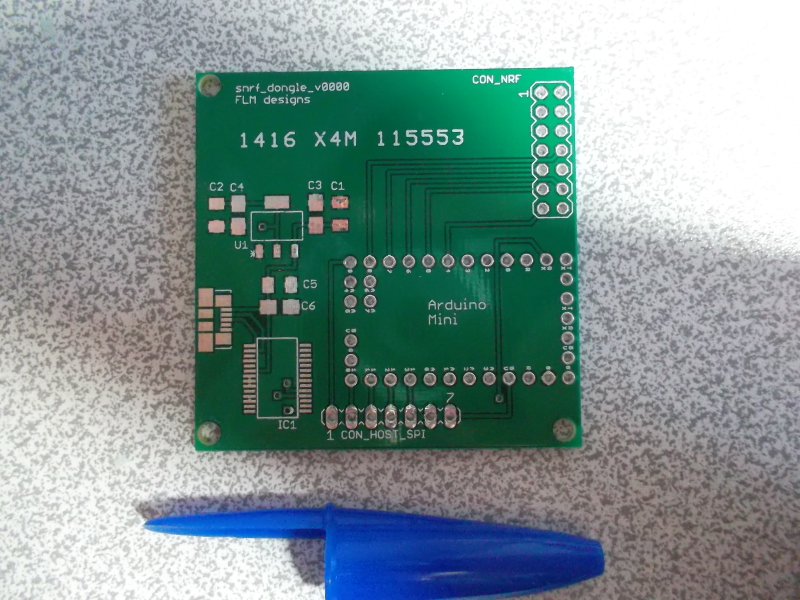 snrf_dongle_v0000
FLM designs
CON_NRF
1
1416 X4M 115553
C2 C4 C3 C1
U1
C5
C6
Arduino
Mini
IC1
7
1 CON_HOST_SPI